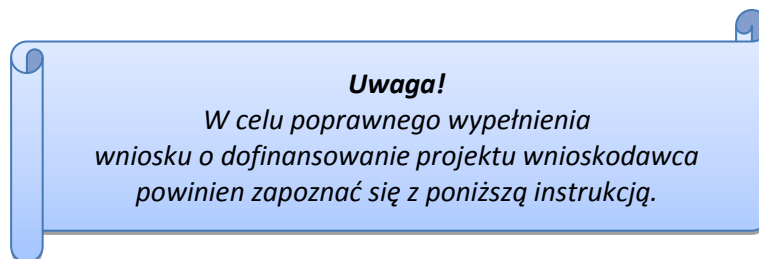 Uwaga!
W celu poprawnego wypełnienia
wniosku o dofinansowanie projektu wnioskodawca
powinien zapoznać się z poniższą instrukcją.